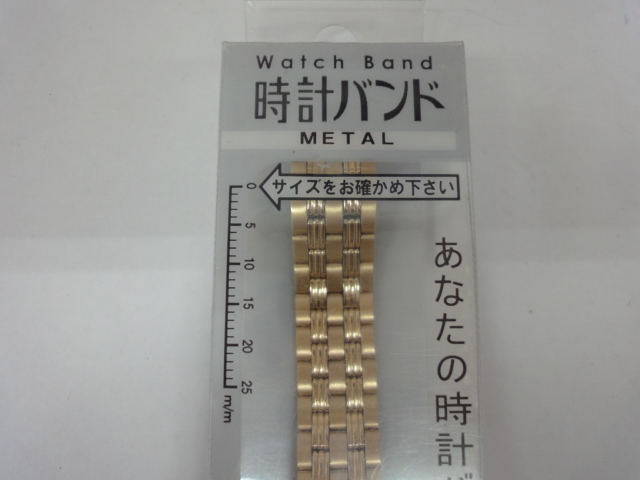 Watch Band
時計バンド
METAL
サイズをお確かめ下さい
0
5
10
15
20
25
m/m
あなたの時計